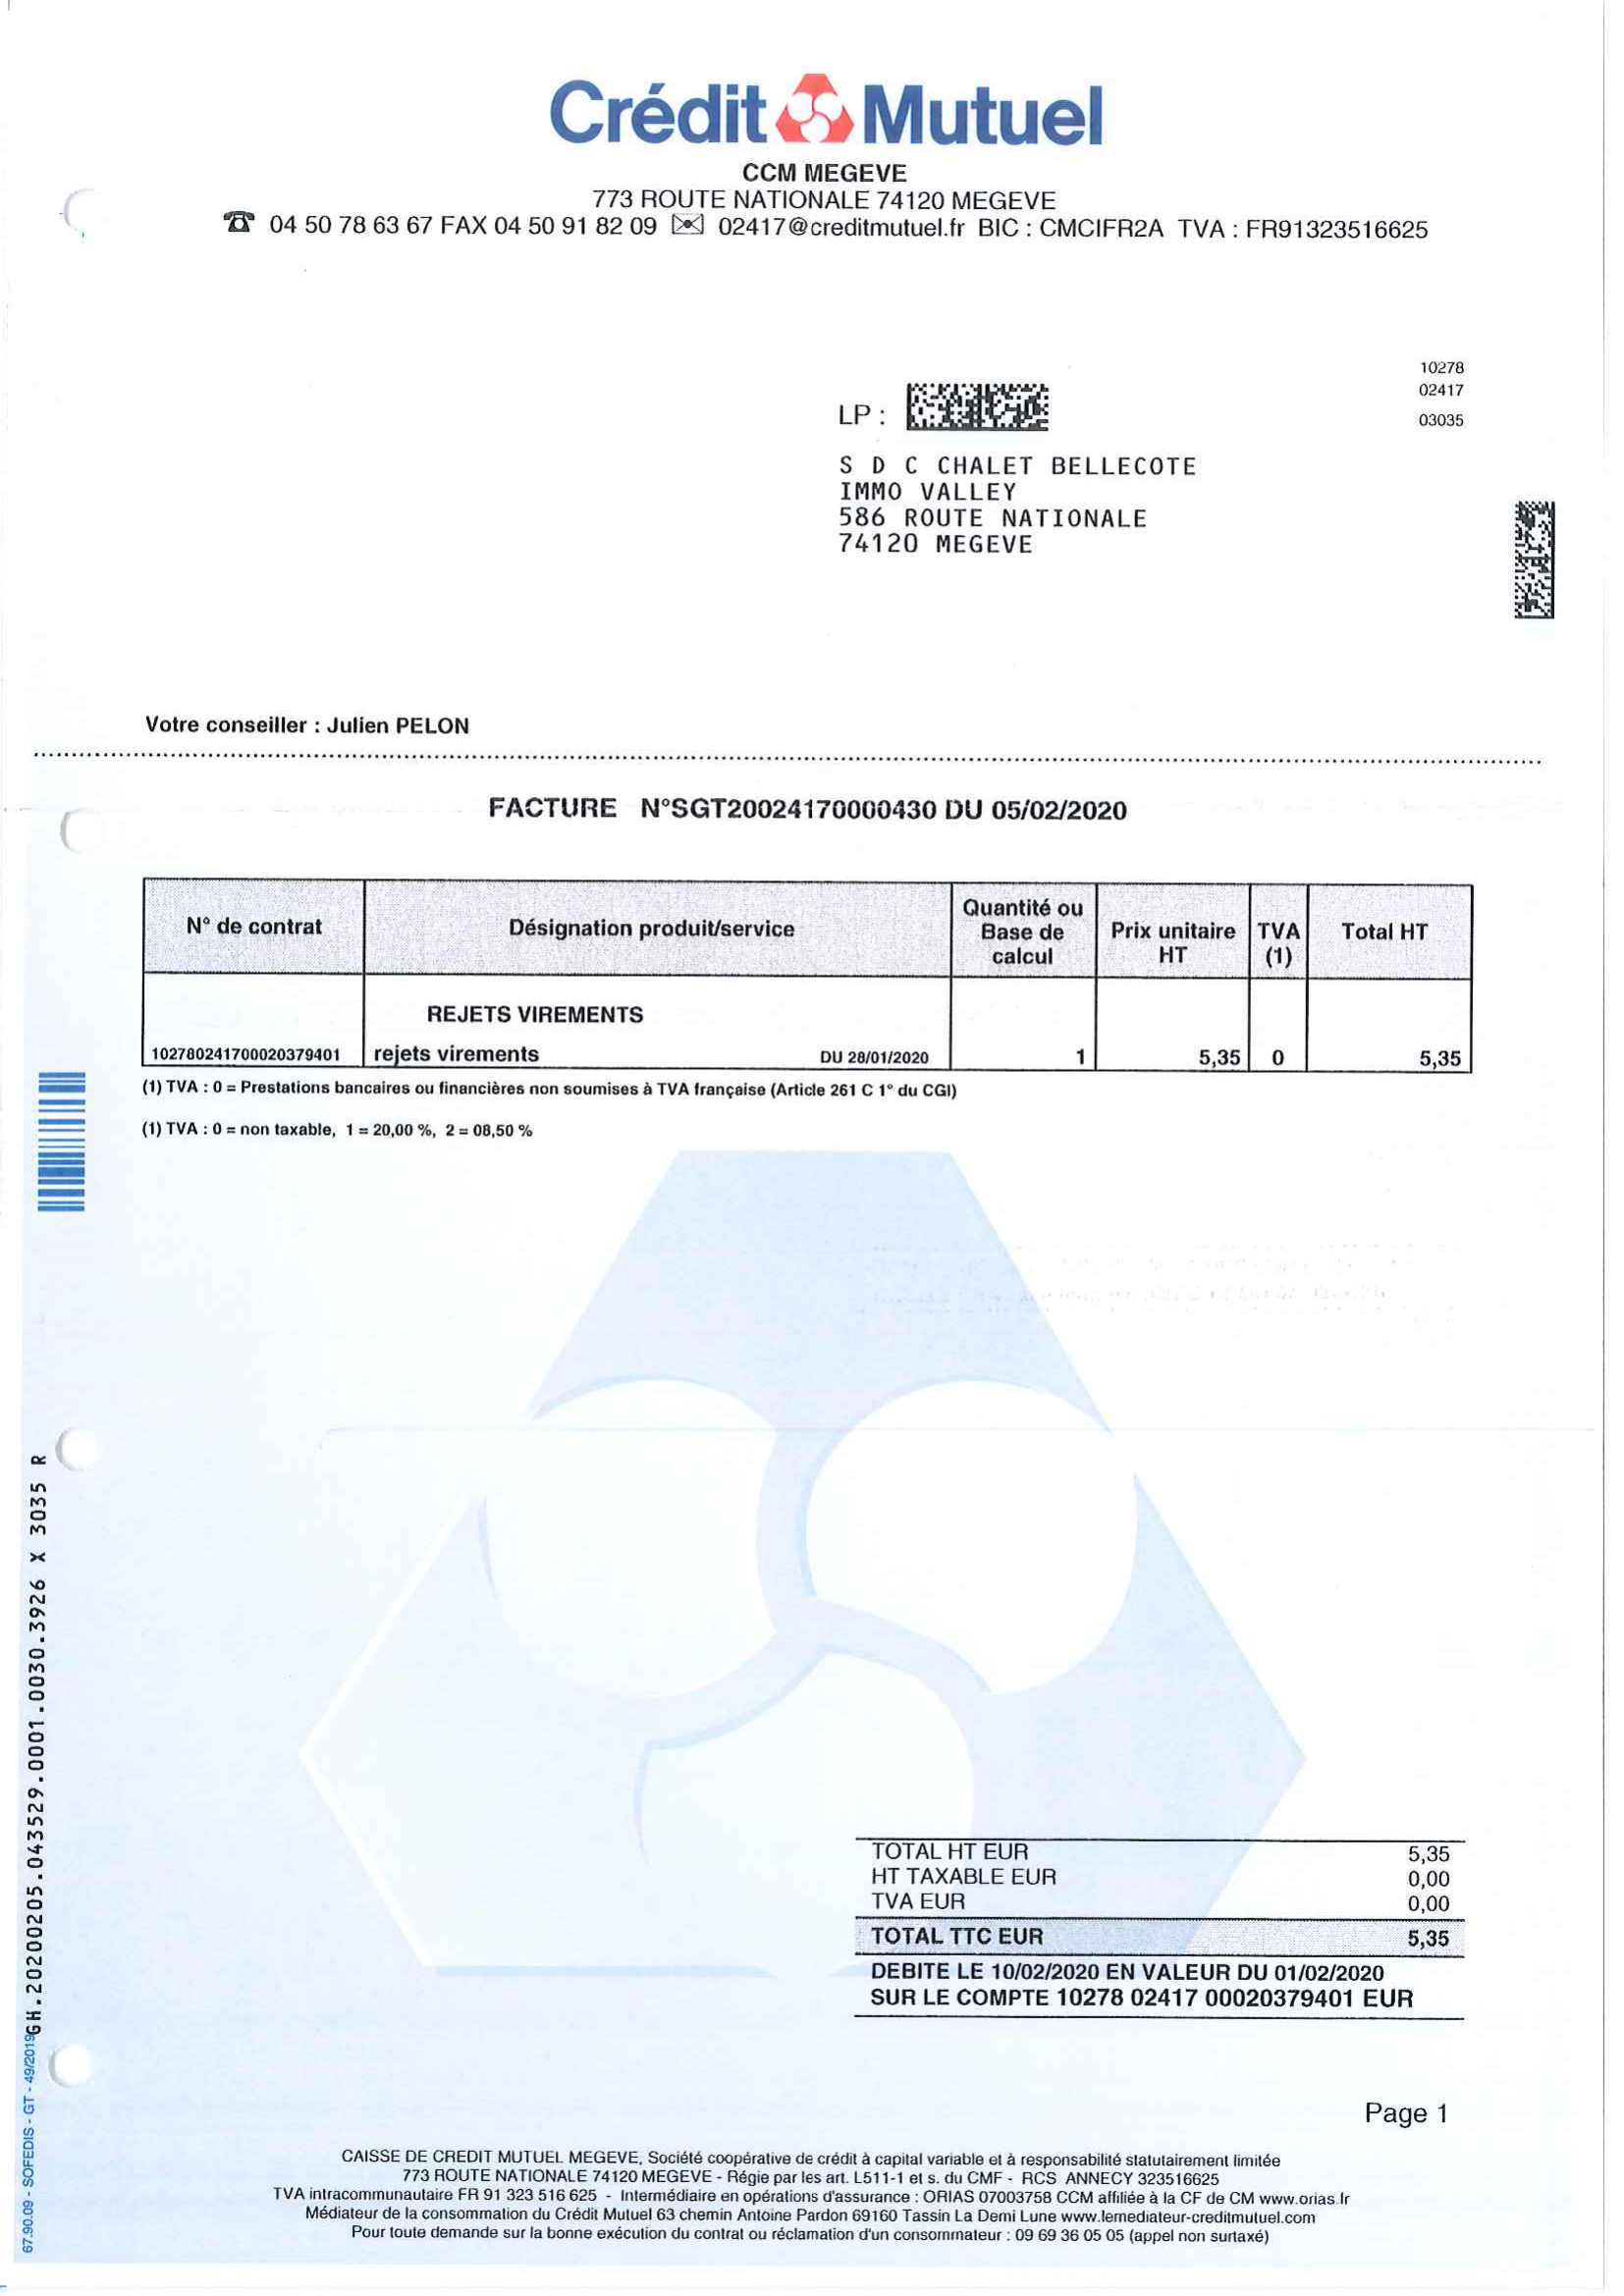 Crédit Mutuel
CCM MEGEVE
773 ROUTE NATIONALE 74120 MEGEVE
04 50 78 63 67 FAX 04 50 91 82 09 02417@creditmutuel.fr BIC : CMCIFR2A TVA : FR91323516625
10278
02417
03035
LP :
S D C CHALET BELLECOTE
IMMO VALLEY
586 ROUTE NATIONALE
74120 MEGEVE
Votre conseiller : Julien PELON
FACTURE N°SGT20024170000430 DU 05/02/2020
N° de contrat Désignation produit/service Quantité ou Base de calcul Prix unitaire HT TVA (1) Total HT
REJETS VIREMENTS
102780241700020379401 rejets virements DU 28/01/2020 1 5,35 0 5,35
(1) TVA : 0 = Prestations bancaires ou financières non soumises à TVA française (Article 261 C 1° du CGI)
(1) TVA : 0 = non taxable, 1 = 20,00 %, 2 = 08,50 %
TOTAL HT EUR 5,35
HT TAXABLE EUR 0,00
TVA EUR 0,00
TOTAL TTC EUR 5,35
DEBITE LE 10/02/2020 EN VALEUR DU 01/02/2020
SUR LE COMPTE 10278 02417 00020379401 EUR
Page 1
CAISSE DE CREDIT MUTUEL MEGEVE, Société coopérative de crédit à capital variable et à responsabilité statutairement limitée
773 ROUTE NATIONALE 74120 MEGEVE - Régie par les art. L511-1 et s. du CMF - RCS ANNECY 323516625
TVA intracommunautaire FR 91 323 516 625 - Intermédiaire en opérations d'assurance : ORIAS 07003758 CCM affiliée à la CF de CM www.orias.fr
Médiateur de la consommation du Crédit Mutuel 63 chemin Antoine Pardon 69160 Tassin La Demi Lune www.lemediateur-creditmutuel.com
Pour toute demande sur la bonne exécution du contrat ou réclamation d'un consommateur : 09 69 36 05 05 (appel non surtaxé)
67.90.09 - SOFEDIS - GT - 49/2019
GH.20200205.043529.0001.0030.3926 X 3035 R